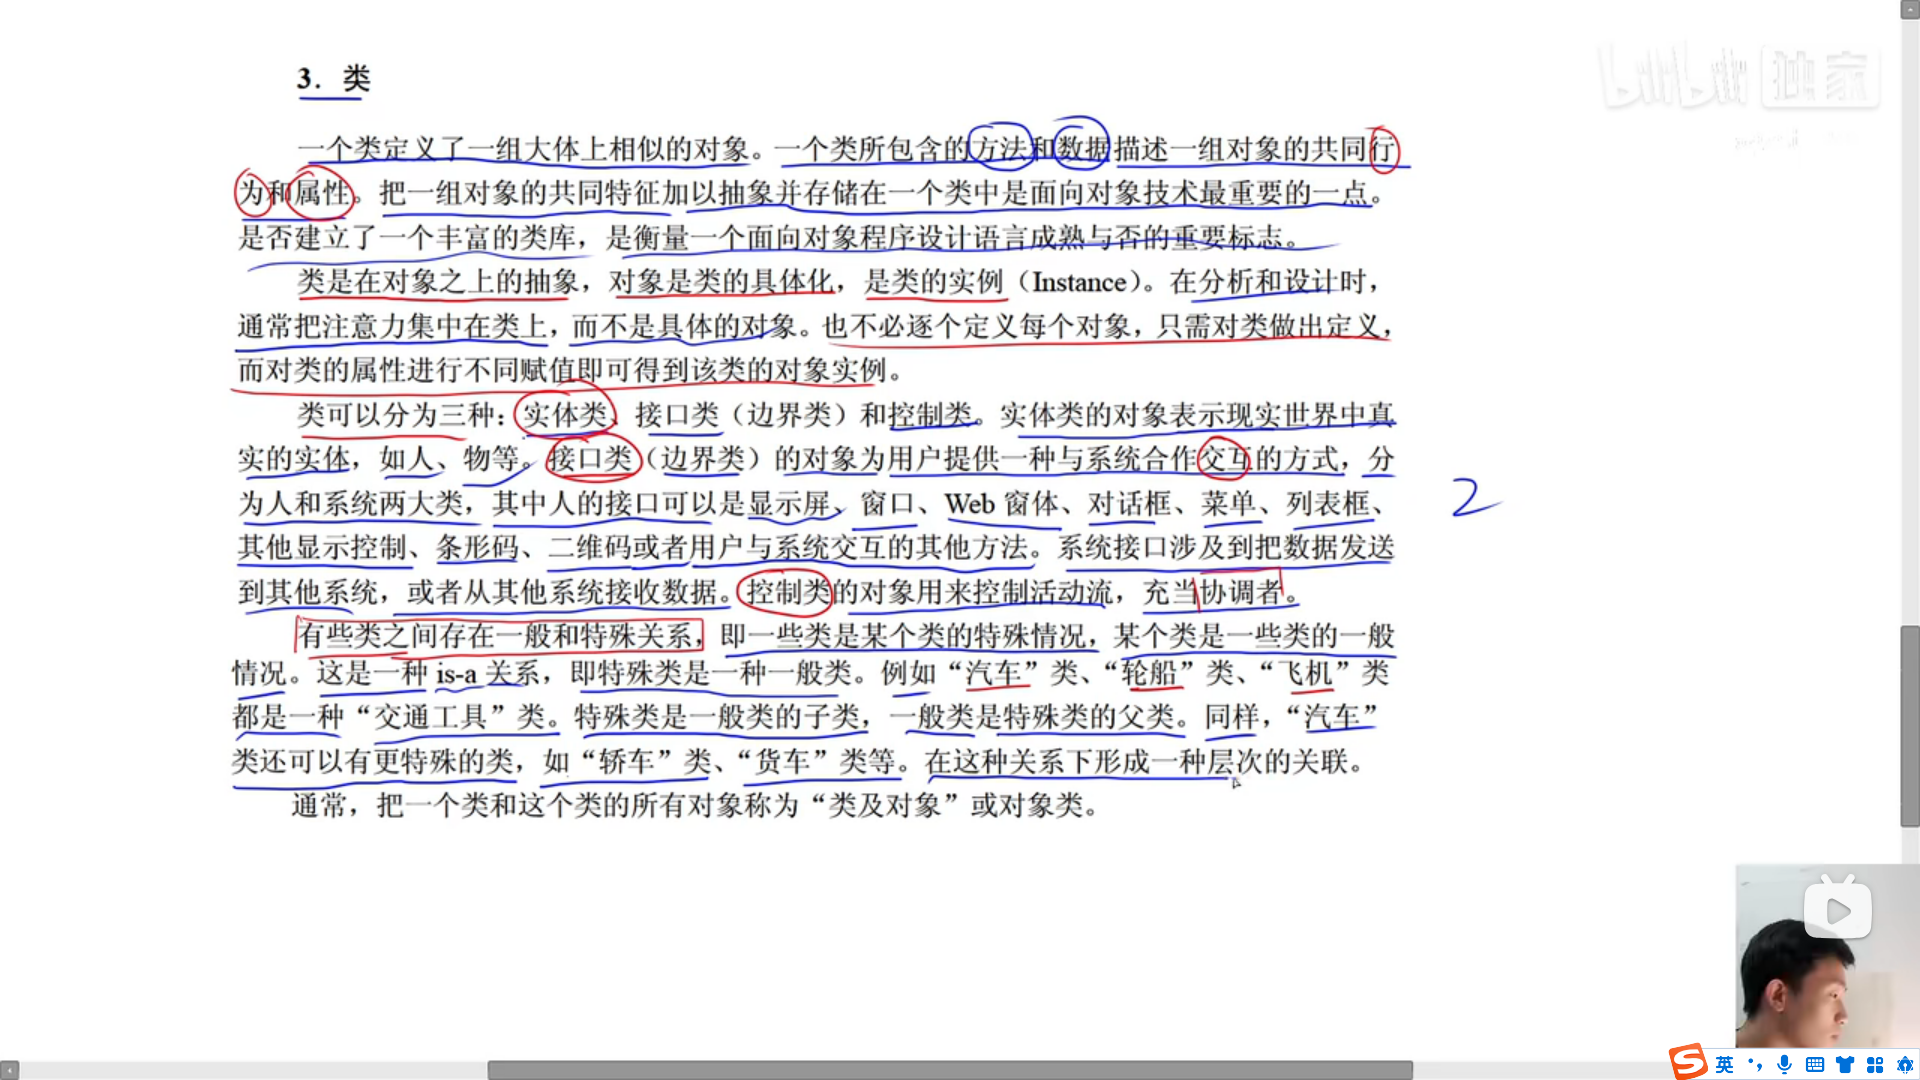 bilibili 独家
3. 类
一个类定义了一组大体上相似的对象。一个类所包含的方法和数据描述一组对象的共同行
为和属性。把一组对象的共同特征加以抽象并存储在一个类中是面向对象技术最重要的一点。
是否建立了一个丰富的类库，是衡量一个面向对象程序设计语言成熟与否的重要标志。
类是在对象之上的抽象，对象是类的具体化，是类的实例（Instance）。在分析和设计时，
通常把注意力集中在类上，而不是具体的对象。也不必逐个定义每个对象，只需对类做出定义，
而对类的属性进行不同赋值即可得到该类的对象实例。
类可以分为三种：实体类、接口类（边界类）和控制类。实体类的对象表示现实世界中真
实的实体，如人、物等。接口类（边界类）的对象为用户提供一种与系统合作交互的方式，分
为人和系统两大类，其中人的接口可以是显示屏、窗口、Web 窗体、对话框、菜单、列表框、
2
其他显示控制、条形码、二维码或者用户与系统交互的其他方法。系统接口涉及到把数据发送
到其他系统，或者从其他系统接收数据。控制类的对象用来控制活动流，充当协调者。
有些类之间存在一般和特殊关系，即一些类是某个类的特殊情况，某个类是一些类的一般
情况。这是一种 is-a 关系，即特殊类是一种一般类。例如“汽车”类、“轮船”类、“飞机”类
都是一种“交通工具”类。特殊类是一般类的子类，一般类是特殊类的父类。同样，“汽车”
类还可以有更特殊的类，如“轿车”类、“货车”类等。在这种关系下形成一种层次的关联。
通常，把一个类和这个类的所有对象称为“类及对象”或对象类。
英